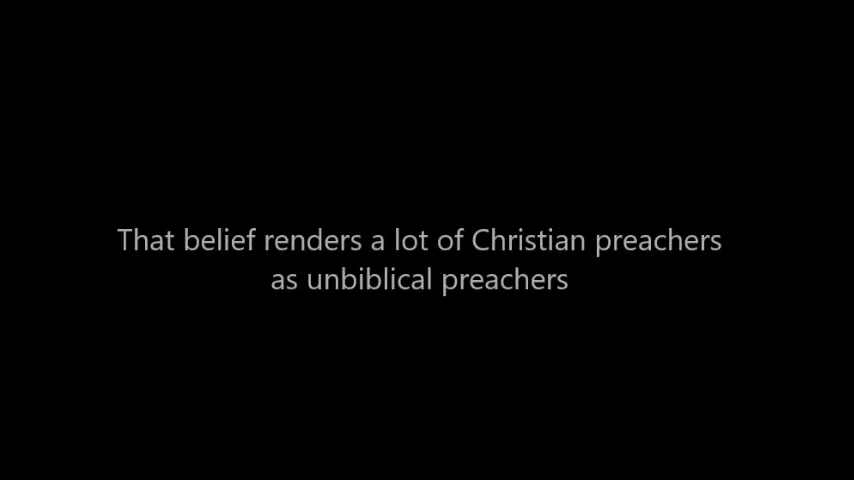 That belief renders a lot of Christian preachers
as unbiblical preachers